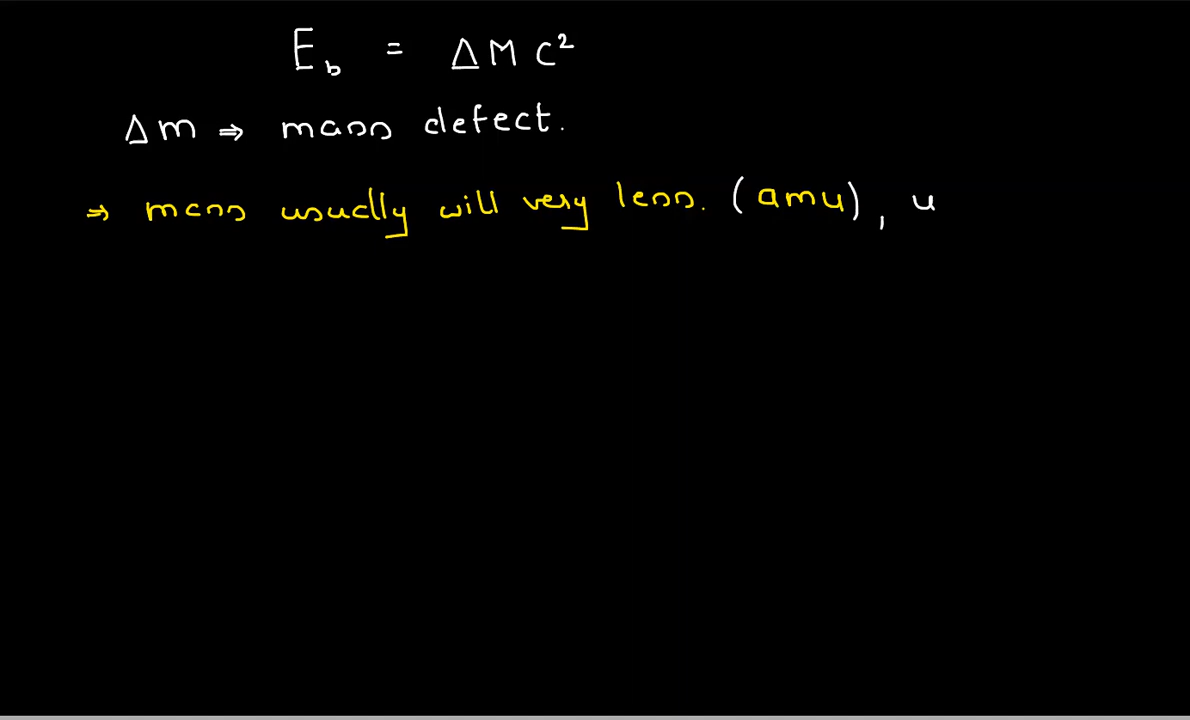 E_b = ΔMc²
Δm ⇒ mass defect.
⇒ mass usually will very less. (amu), u